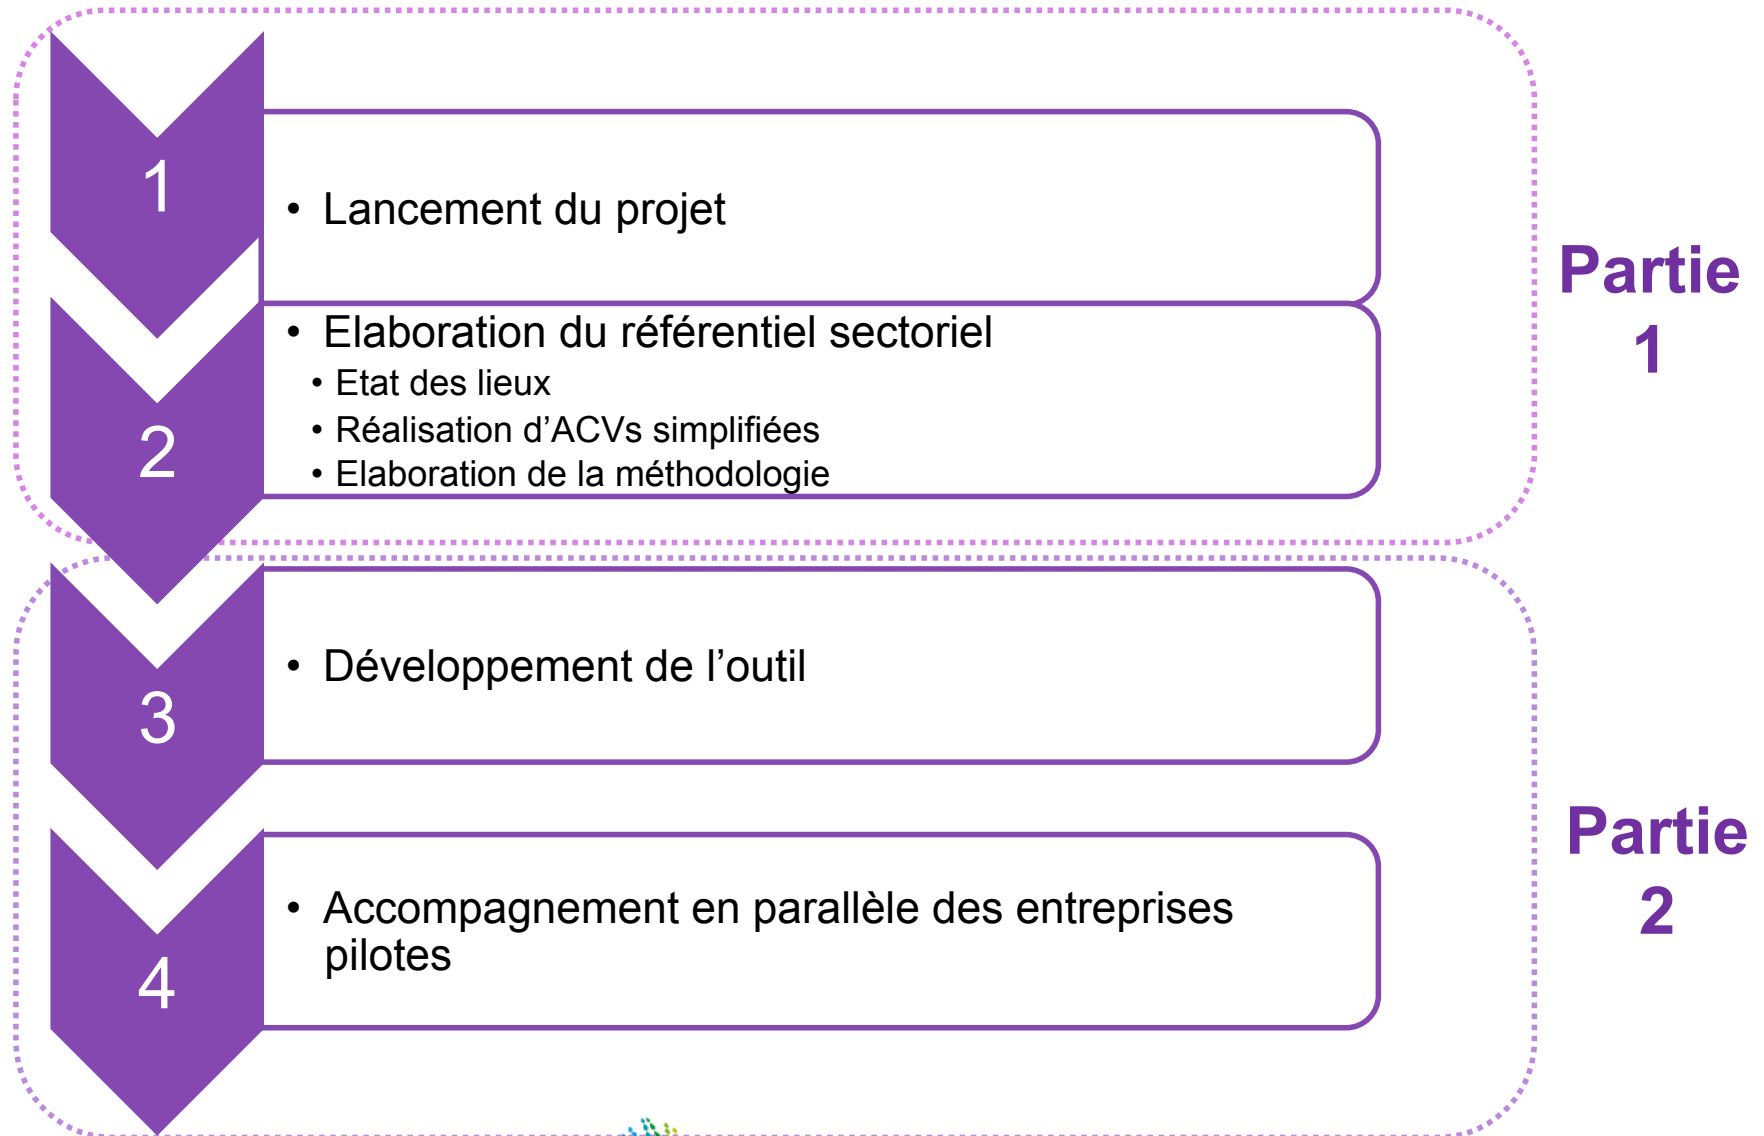 1
• Lancement du projet
2
• Elaboration du référentiel sectoriel
• Etat des lieux
• Réalisation d’ACVs simplifiées
• Elaboration de la méthodologie
Partie
1
3
• Développement de l’outil
4
• Accompagnement en parallèle des entreprises
pilotes
Partie
2